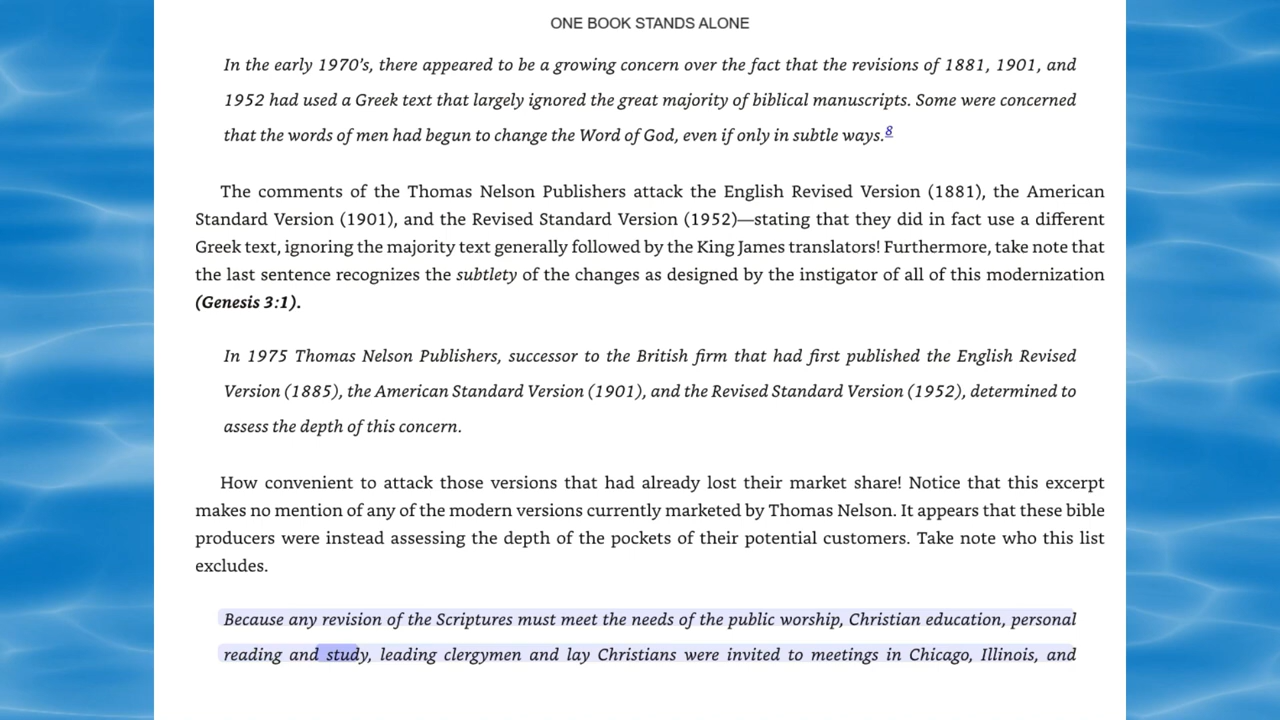 ONE BOOK STANDS ALONE
In the early 1970’s, there appeared to be a growing concern over the fact that the revisions of 1881, 1901, and
1952 had used a Greek text that largely ignored the great majority of biblical manuscripts. Some were concerned
that the words of men had begun to change the Word of God, even if only in subtle ways.8
The comments of the Thomas Nelson Publishers attack the English Revised Version (1881), the American
Standard Version (1901), and the Revised Standard Version (1952)—stating that they did in fact use a different
Greek text, ignoring the majority text generally followed by the King James translators! Furthermore, take note that
the last sentence recognizes the subtlety of the changes as designed by the instigator of all of this modernization
(Genesis 3:1).
In 1975 Thomas Nelson Publishers, successor to the British firm that had first published the English Revised
Version (1885), the American Standard Version (1901), and the Revised Standard Version (1952), determined to
assess the depth of this concern.
How convenient to attack those versions that had already lost their market share! Notice that this excerpt
makes no mention of any of the modern versions currently marketed by Thomas Nelson. It appears that these bible
producers were instead assessing the depth of the pockets of their potential customers. Take note who this list
excludes.
Because any revision of the Scriptures must meet the needs of the public worship, Christian education, personal
reading and study, leading clergymen and lay Christians were invited to meetings in Chicago, Illinois, and